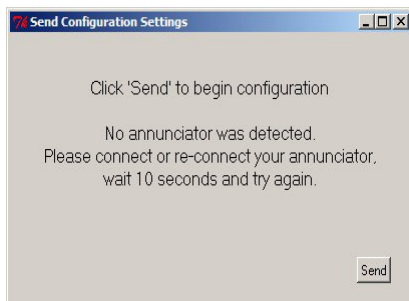 Send Configuration Settings
Click 'Send' to begin configuration
No annunciator was detected.
Please connect or re-connect your annunciator,
wait 10 seconds and try again.
Send